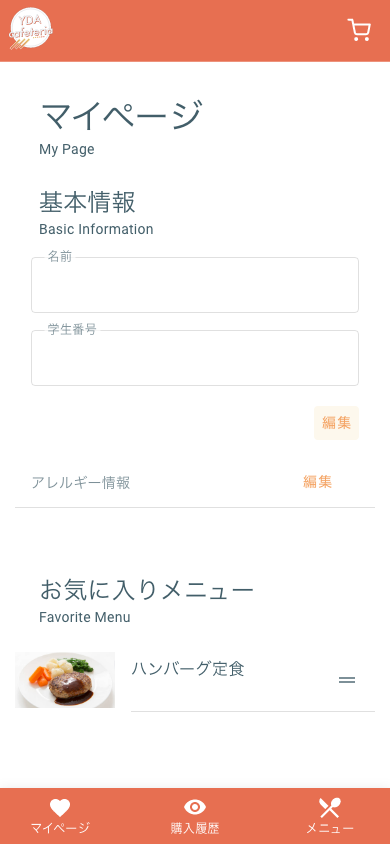 YDA
cafeteria
マイページ
My Page
基本情報
Basic Information
名前
学生番号
編集
アレルギー情報 編集
お気に入りメニュー
Favorite Menu
ハンバーグ定食
マイページ 購入履歴 メニュー